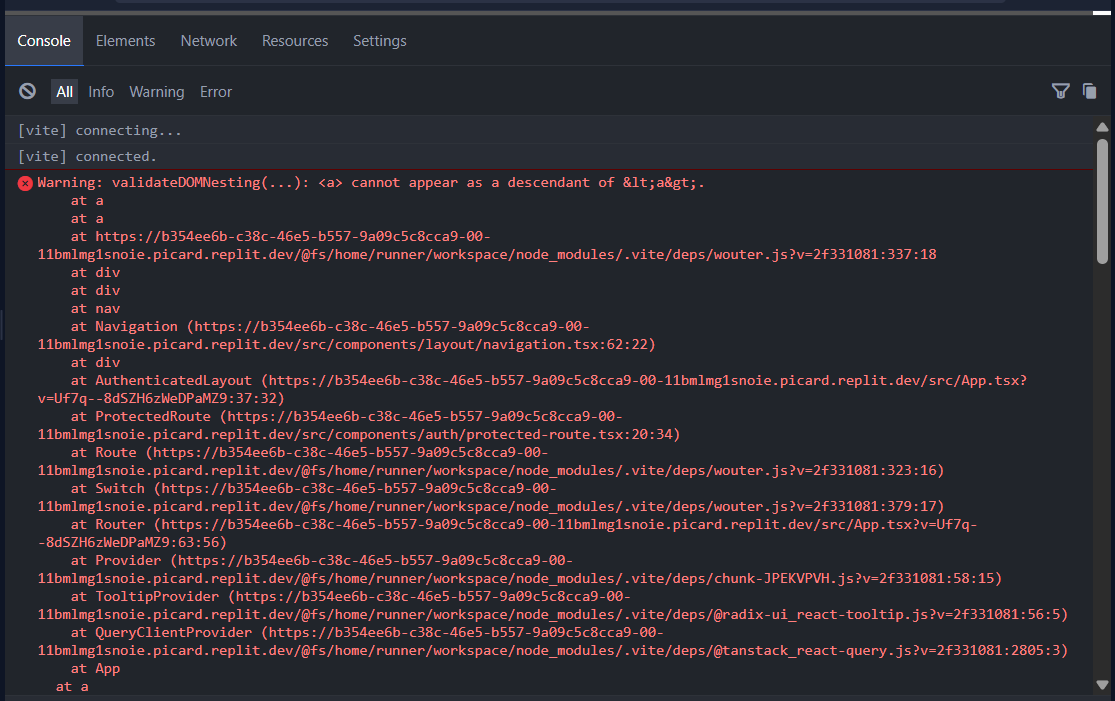 Console Elements Network Resources Settings
All Info Warning Error
[vite] connecting...
[vite] connected.
Warning: validateDOMNesting(...): <a> cannot appear as a descendant of &lt;a&gt;.
at a
at a
at https://b354ee6b-c38c-46e5-b557-9a09c5c8cca9-00-
11bmlmg1snoie.picard.replit.dev/@fs/home/runner/workspace/node_modules/.vite/deps/wouter.js?v=2f331081:337:18
at div
at div
at nav
at Navigation (https://b354ee6b-c38c-46e5-b557-9a09c5c8cca9-00-
11bmlmg1snoie.picard.replit.dev/src/components/layout/navigation.tsx:62:22)
at div
at AuthenticatedLayout (https://b354ee6b-c38c-46e5-b557-9a09c5c8cca9-00-11bmlmg1snoie.picard.replit.dev/src/App.tsx?
v=Uf7q--8dSZH6zWeDPaMZ9:37:32)
at ProtectedRoute (https://b354ee6b-c38c-46e5-b557-9a09c5c8cca9-00-
11bmlmg1snoie.picard.replit.dev/src/components/auth/protected-route.tsx:20:34)
at Route (https://b354ee6b-c38c-46e5-b557-9a09c5c8cca9-00-
11bmlmg1snoie.picard.replit.dev/@fs/home/runner/workspace/node_modules/.vite/deps/wouter.js?v=2f331081:323:16)
at Switch (https://b354ee6b-c38c-46e5-b557-9a09c5c8cca9-00-
11bmlmg1snoie.picard.replit.dev/@fs/home/runner/workspace/node_modules/.vite/deps/wouter.js?v=2f331081:379:17)
at Router (https://b354ee6b-c38c-46e5-b557-9a09c5c8cca9-00-11bmlmg1snoie.picard.replit.dev/src/App.tsx?v=Uf7q-
-8dSZH6zWeDPaMZ9:63:56)
at Provider (https://b354ee6b-c38c-46e5-b557-9a09c5c8cca9-00-
11bmlmg1snoie.picard.replit.dev/@fs/home/runner/workspace/node_modules/.vite/deps/chunk-JPEKVPVH.js?v=2f331081:58:15)
at TooltipProvider (https://b354ee6b-c38c-46e5-b557-9a09c5c8cca9-00-
11bmlmg1snoie.picard.replit.dev/@fs/home/runner/workspace/node_modules/.vite/deps/@radix-ui_react-tooltip.js?v=2f331081:56:5)
at QueryClientProvider (https://b354ee6b-c38c-46e5-b557-9a09c5c8cca9-00-
11bmlmg1snoie.picard.replit.dev/@fs/home/runner/workspace/node_modules/.vite/deps/@tanstack_react-query.js?v=2f331081:2805:3)
at App
at a